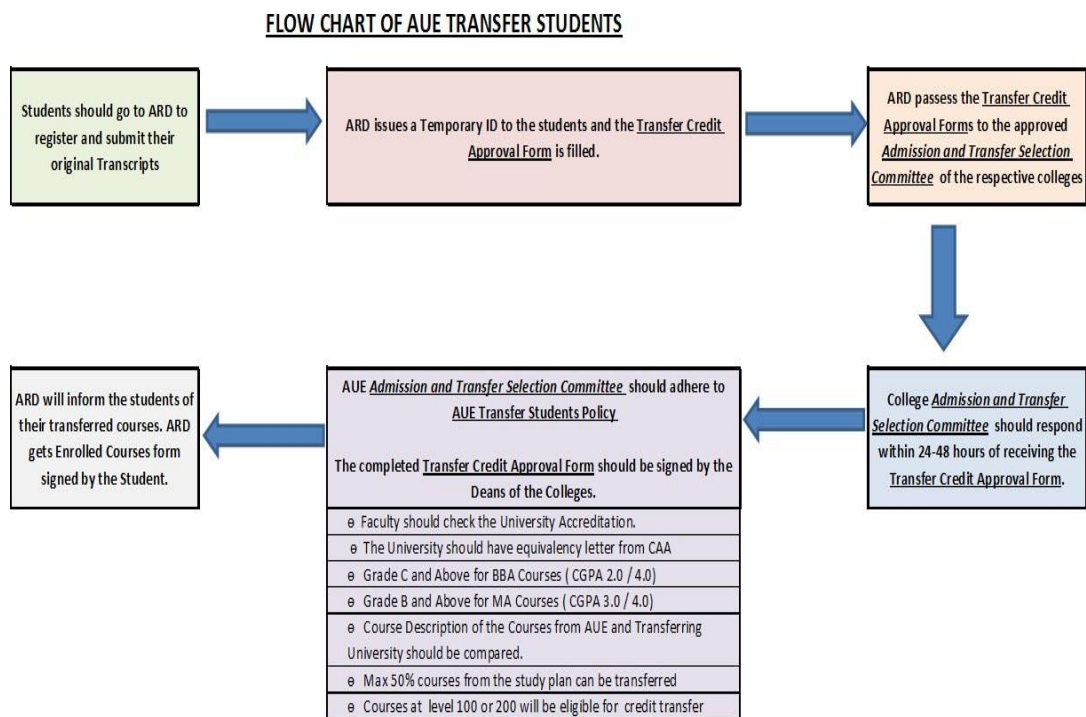 FLOW CHART OF AUE TRANSFER STUDENTS
Students should go to ARD to
register and submit their
original Transcripts
ARD issues a Temporary ID to the students and the Transfer Credit
Approval Form is filled.
ARD passess the Transfer Credit
Approval Forms to the approved
Admission and Transfer Selection
Committee of the respective colleges
College Admission and Transfer
Selection Committee should respond
within 24-48 hours of receiving the
Transfer Credit Approval Form.
AUE Admission and Transfer Selection Committee should adhere to
AUE Transfer Students Policy
The completed Transfer Credit Approval Form should be signed by the
Deans of the Colleges.
ɵ Faculty should check the University Accreditation.
ɵ The University should have equivalency letter from CAA
ɵ Grade C and Above for BBA Courses ( CGPA 2.0 / 4.0)
ɵ Grade B and Above for MA Courses ( CGPA 3.0 / 4.0)
ɵ Course Description of the Courses from AUE and Transferring
University should be compared.
ɵ Max 50% courses from the study plan can be transferred
ɵ Courses at level 100 or 200 will be eligible for credit transfer
ARD will inform the students of
their transferred courses. ARD
gets Enrolled Courses form
signed by the Student.